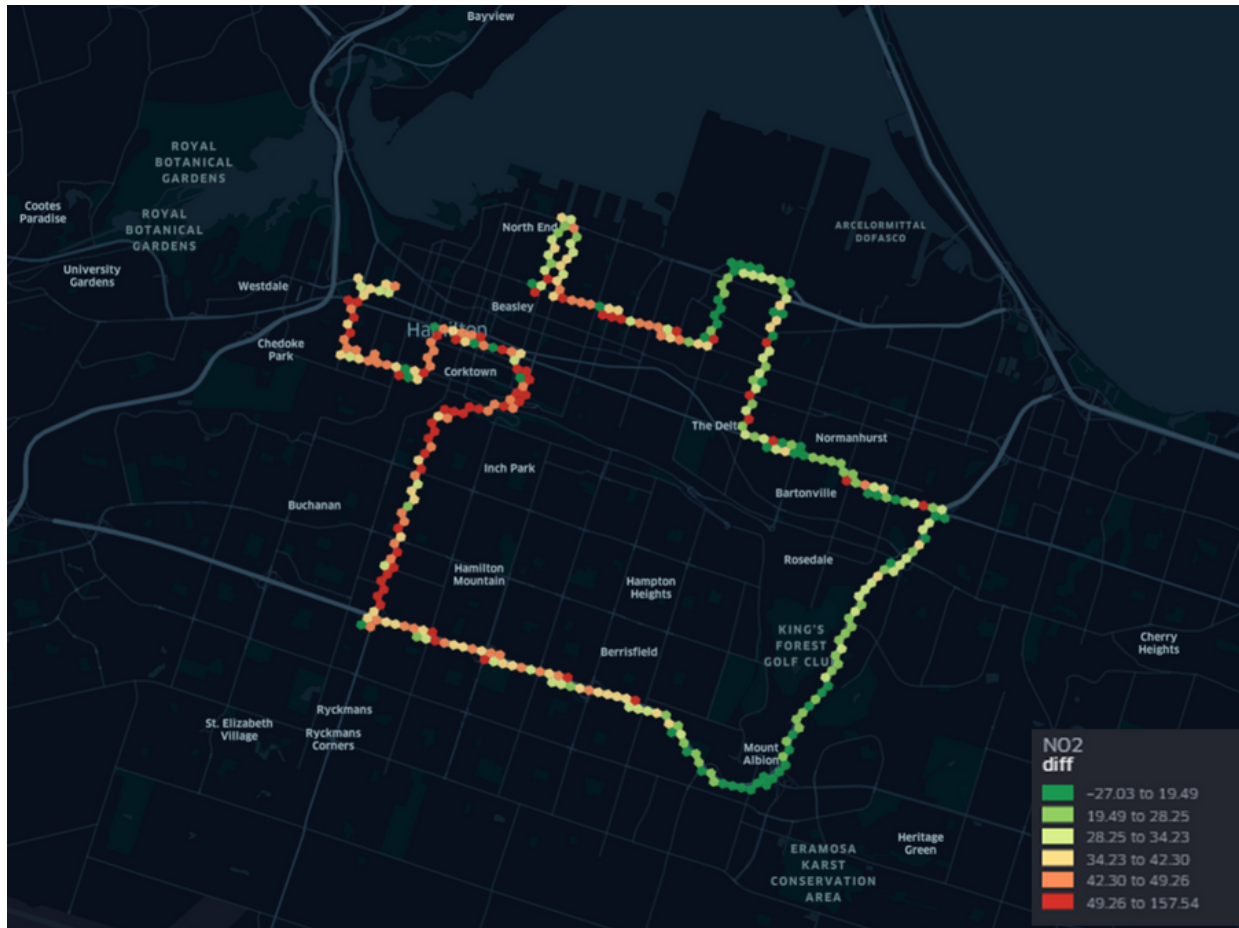 Bayview
ROYAL
BOTANICAL
GARDENS
Cootes
Paradise
ROYAL
BOTANICAL
GARDENS
North End
ARCELORMITTAL
DOFASCO
University
Gardens
Westdale
Beasley
Hamilton
Chedoke
Park
Corktown
The Delta
Normanhurst
Inch Park
Bartonville
Buchanan
Rosedale
Hamilton
Mountain
Hampton
Heights
KING'S
FOREST
GOLF CLUB
Cherry
Heights
Berrisfield
Ryckmans
St. Elizabeth
Village
Ryckmans
Corners
Mount
Albion
Heritage
Green
ERAMOSA
KARST
CONSERVATION
AREA
NO2
diff
−27.03 to 19.49
19.49 to 28.25
28.25 to 34.23
34.23 to 42.30
42.30 to 49.26
49.26 to 157.54